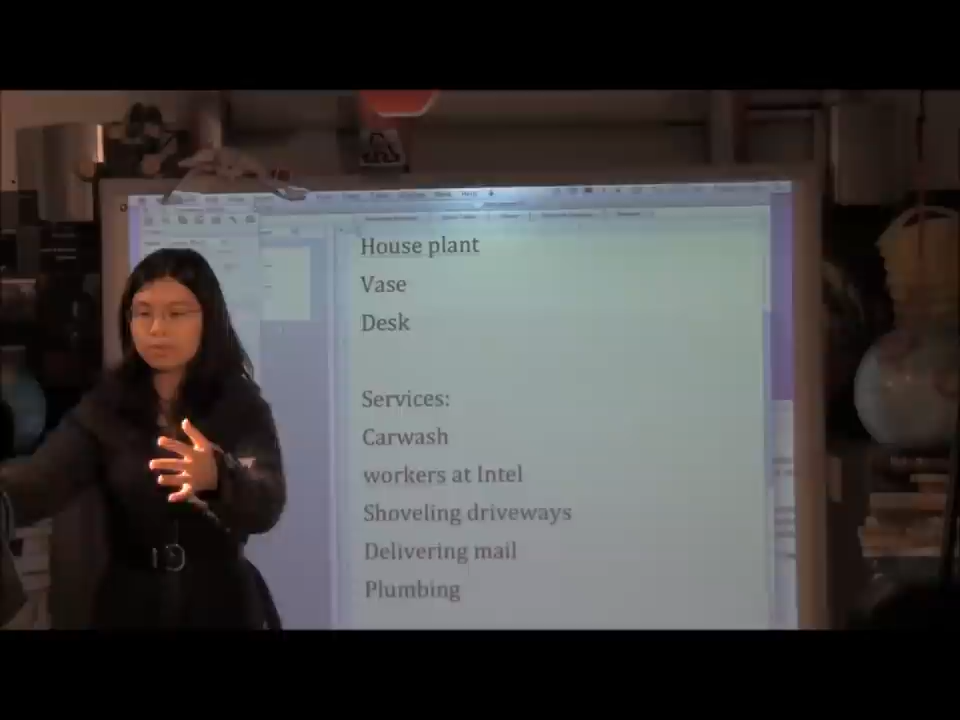 House plant
Vase
Desk
Services:
Carwash
workers at Intel
Shoveling driveways
Delivering mail
Plumbing